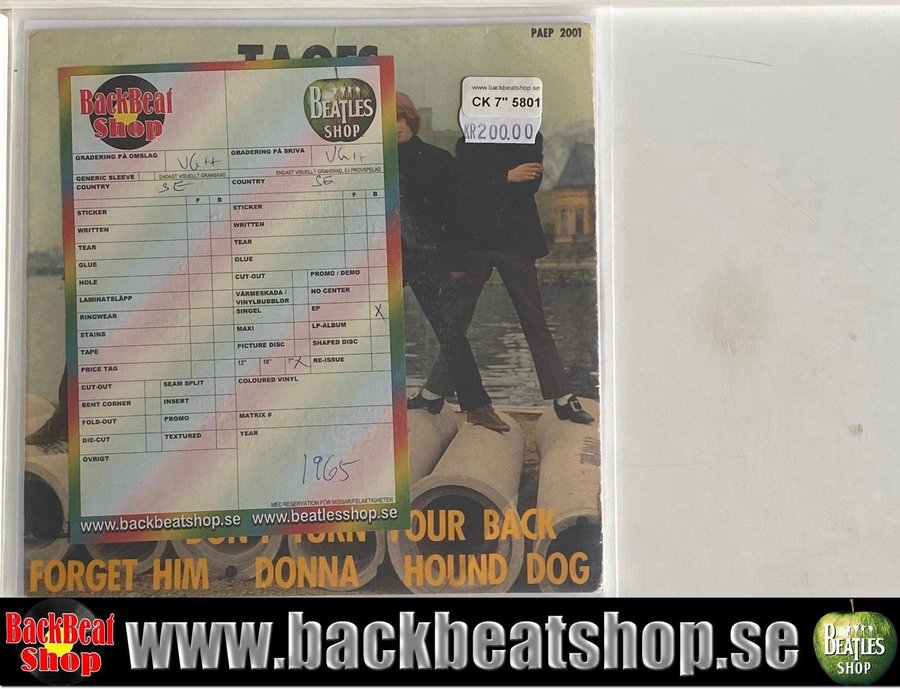 PAEP 2001
TAGES
BackBeat
Shop
BEATLES
SHOP
www.backbeatshop.se
CK 7" 5801
KR200.00
GRADERING PÅ OMSLAG
VG++
GRADERING PÅ SKIVA
VG++
GENERIC SLEEVE
ENDAST VISUELLT GRANSKAD
ENDAST VISUELLT GRANSKAD, EJ PROVSPELAD
COUNTRY
SE
COUNTRY
SE
F B
F B
STICKER
STICKER
WRITTEN
WRITTEN
TEAR
TEAR
GLUE
GLUE
HOLE
CUT-OUT
PROMO / DEMO
LAMINATSLÄPP
VÄRMESKADA /
VINYLBUBBLOR
NO CENTER
RINGWEAR
SINGEL
EP
X
STAINS
MAXI
LP-ALBUM
TAPE
PICTURE DISC
SHAPED DISC
PRICE TAG
12" 10" 7" X
RE-ISSUE
CUT-OUT
SEAM SPLIT
COLOURED VINYL
BENT CORNER
INSERT
FOLD-OUT
PROMO
MATRIX #
DIE-CUT
TEXTURED
YEAR
ÖVRIGT
1965
MED RESERVATION FÖR MISSAR/FELAKTIGHETER
www.backbeatshop.se www.beatlesshop.se
DON'T TURN YOUR BACK
FORGET HIM • DONNA HOUND DOG
BackBeat
Shop
www.backbeatshop.se
BEATLES
SHOP